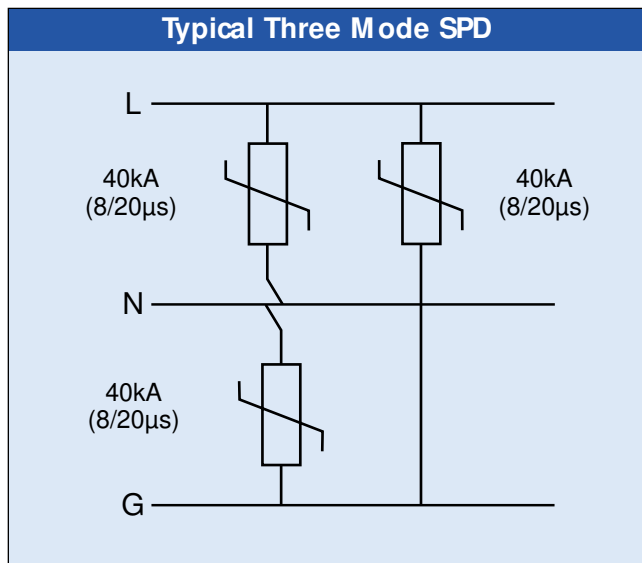 Typical Three Mode SPD
L
40kA
(8/20µs)
40kA
(8/20µs)
N
40kA
(8/20µs)
G